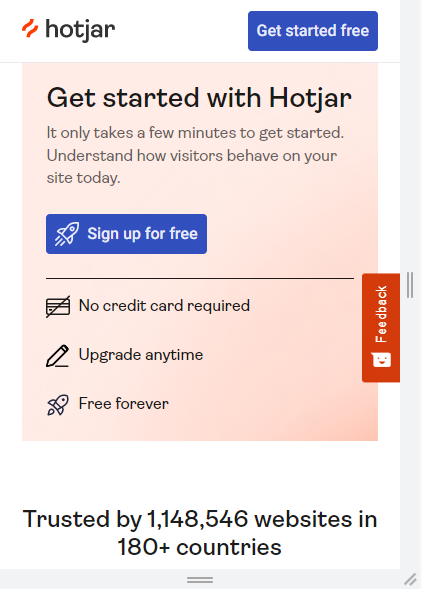 hotjar
Get started free
Get started with Hotjar
It only takes a few minutes to get started.
Understand how visitors behave on your
site today.
Sign up for free
No credit card required
Feedback
Upgrade anytime
Free forever
Trusted by 1,148,546 websites in
180+ countries